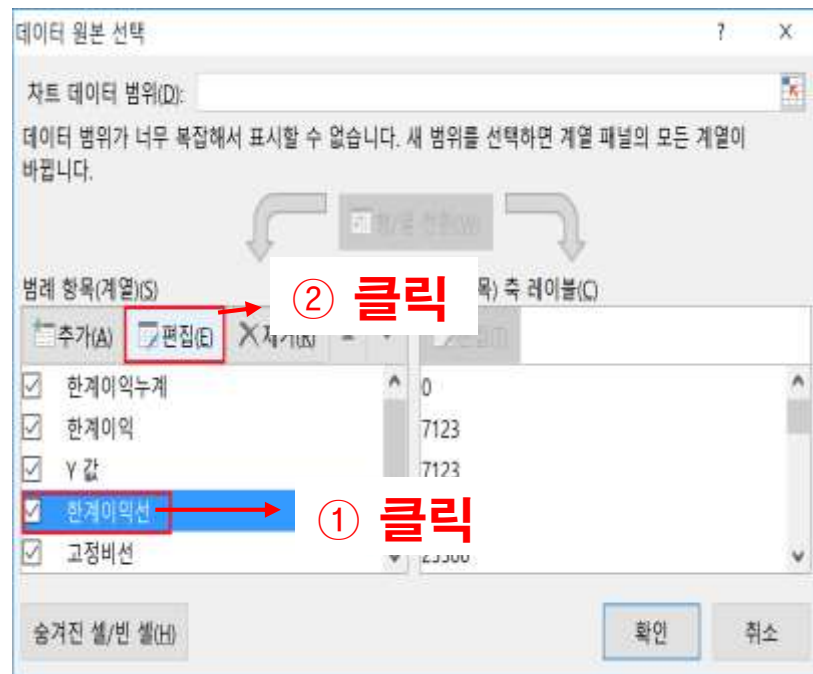 데이터 원본 선택
차트 데이터 범위(D):
데이터 범위가 너무 복잡해서 표시할 수 없습니다. 새 범위를 선택하면 계열 패널의 모든 계열이
바뀝니다.
범례 항목(계열)(S)
② 클릭
목) 축 레이블(C)
추가(A) 편집(E) 제거(R)
한계이익누계
0
한계이익
7123
Y 값
7123
한계이익선
① 클릭
고정비선
숨겨진 셀/빈 셀(H)
확인
취소